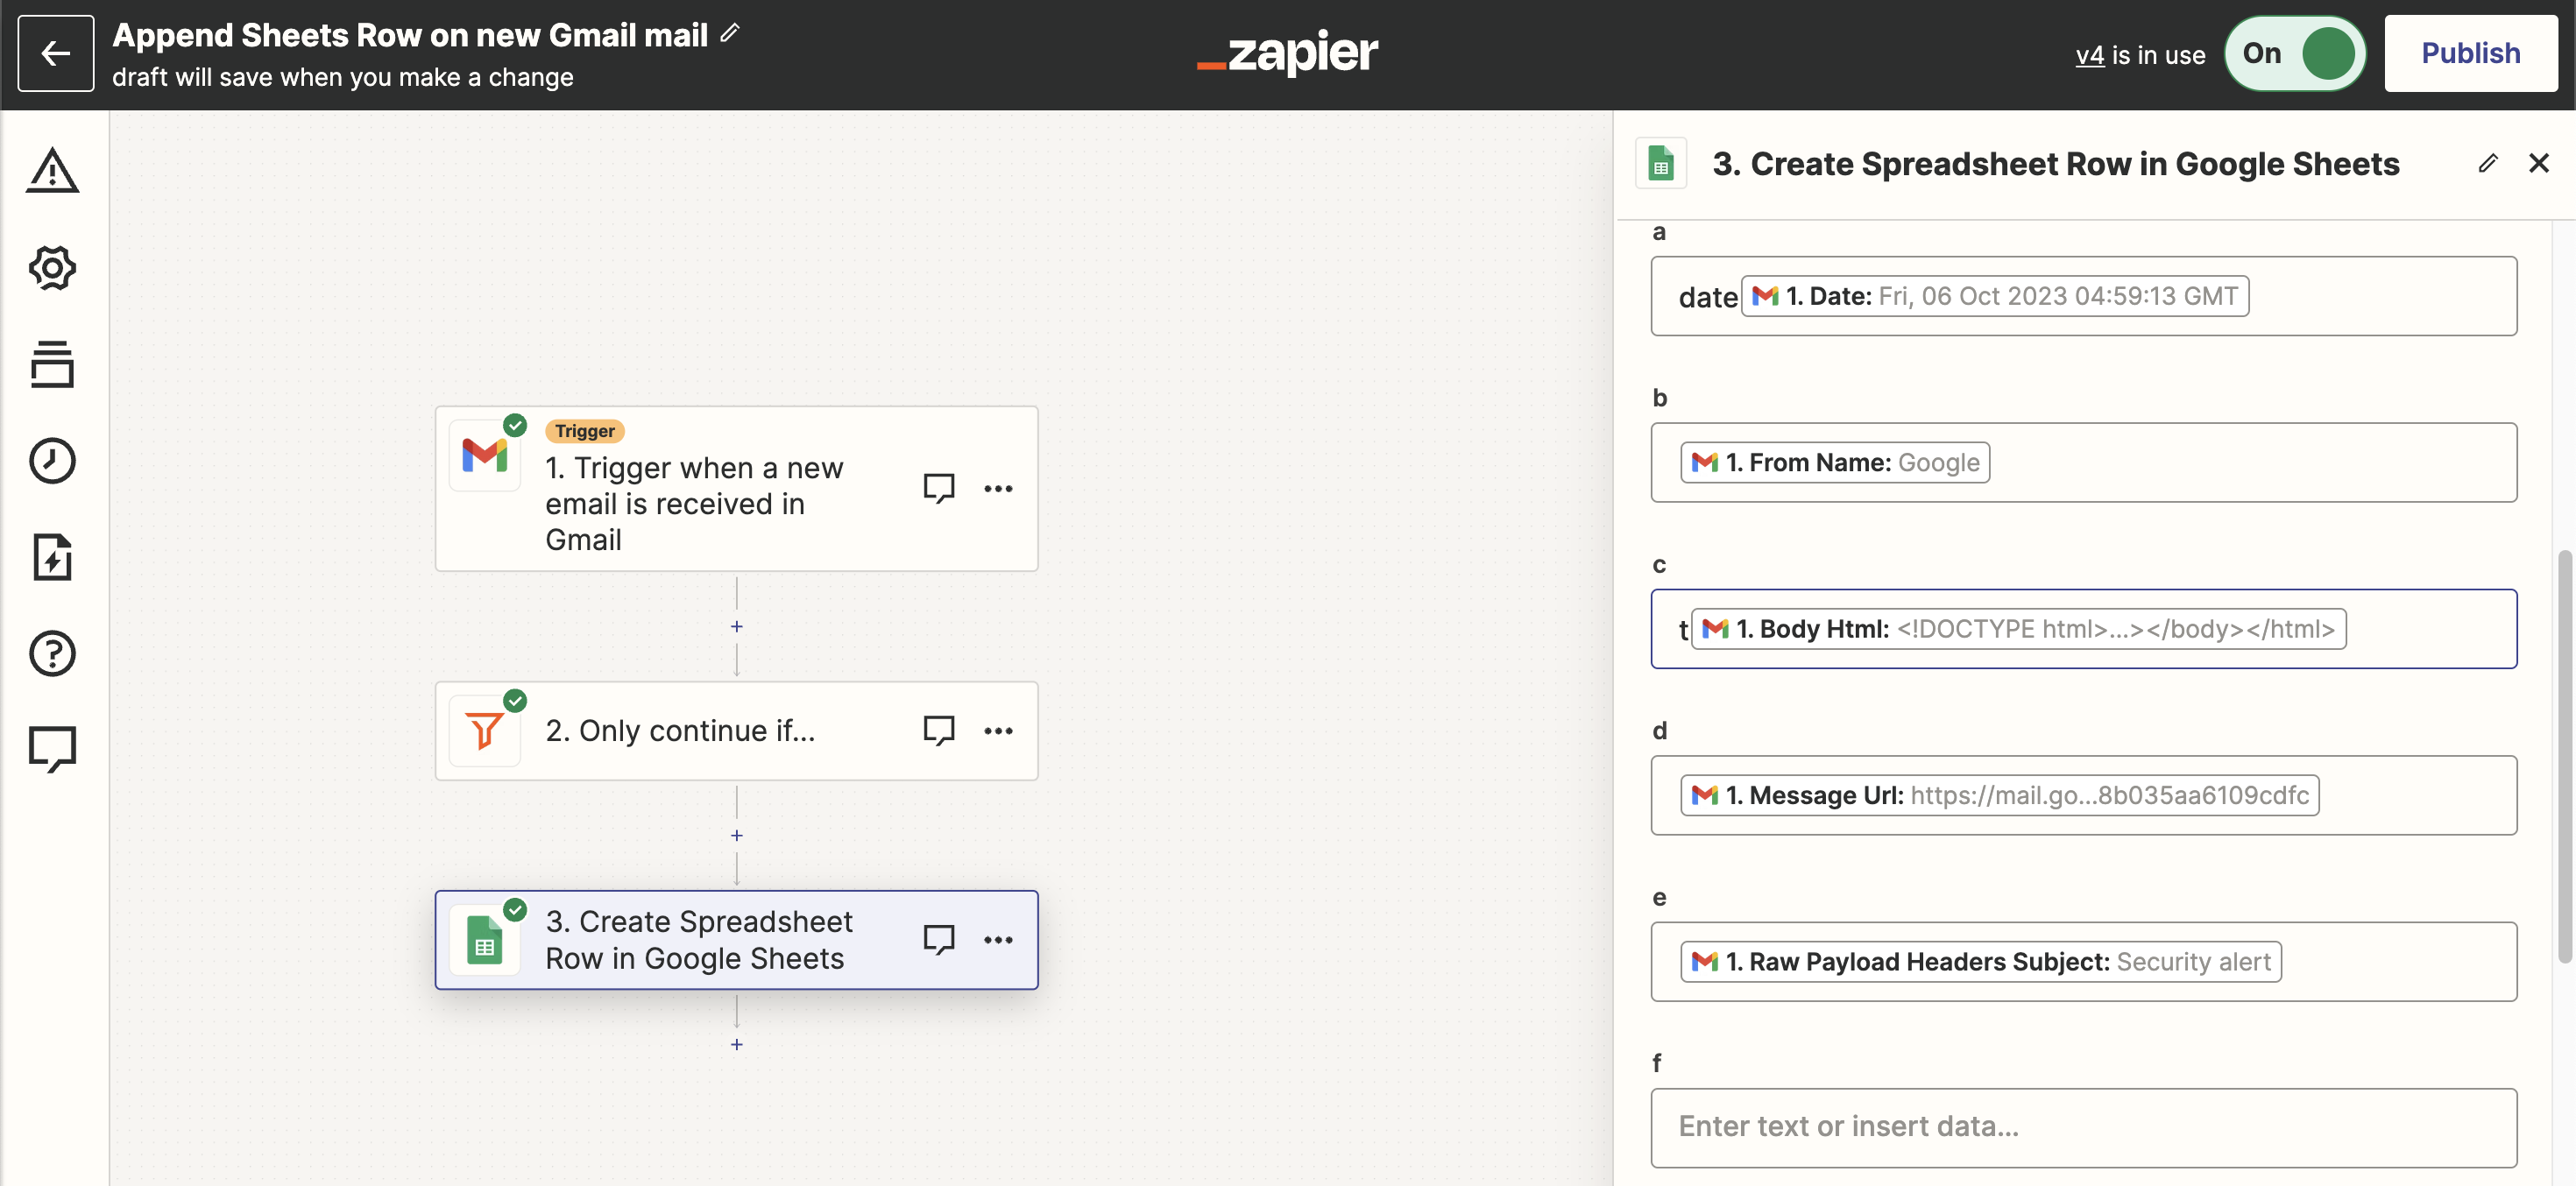 Append Sheets Row on new Gmail mail
draft will save when you make a change
zapier
v4 is in use
On
Publish
Trigger
1. Trigger when a new
email is received in
Gmail
2. Only continue if...
3. Create Spreadsheet
Row in Google Sheets
3. Create Spreadsheet Row in Google Sheets
a
date 1. Date: Fri, 06 Oct 2023 04:59:13 GMT
b
1. From Name: Google
c
t 1. Body Html: <!DOCTYPE html>...></body></html>
d
1. Message Url: https://mail.go...8b035aa6109cdfc
e
1. Raw Payload Headers Subject: Security alert
f
Enter text or insert data...